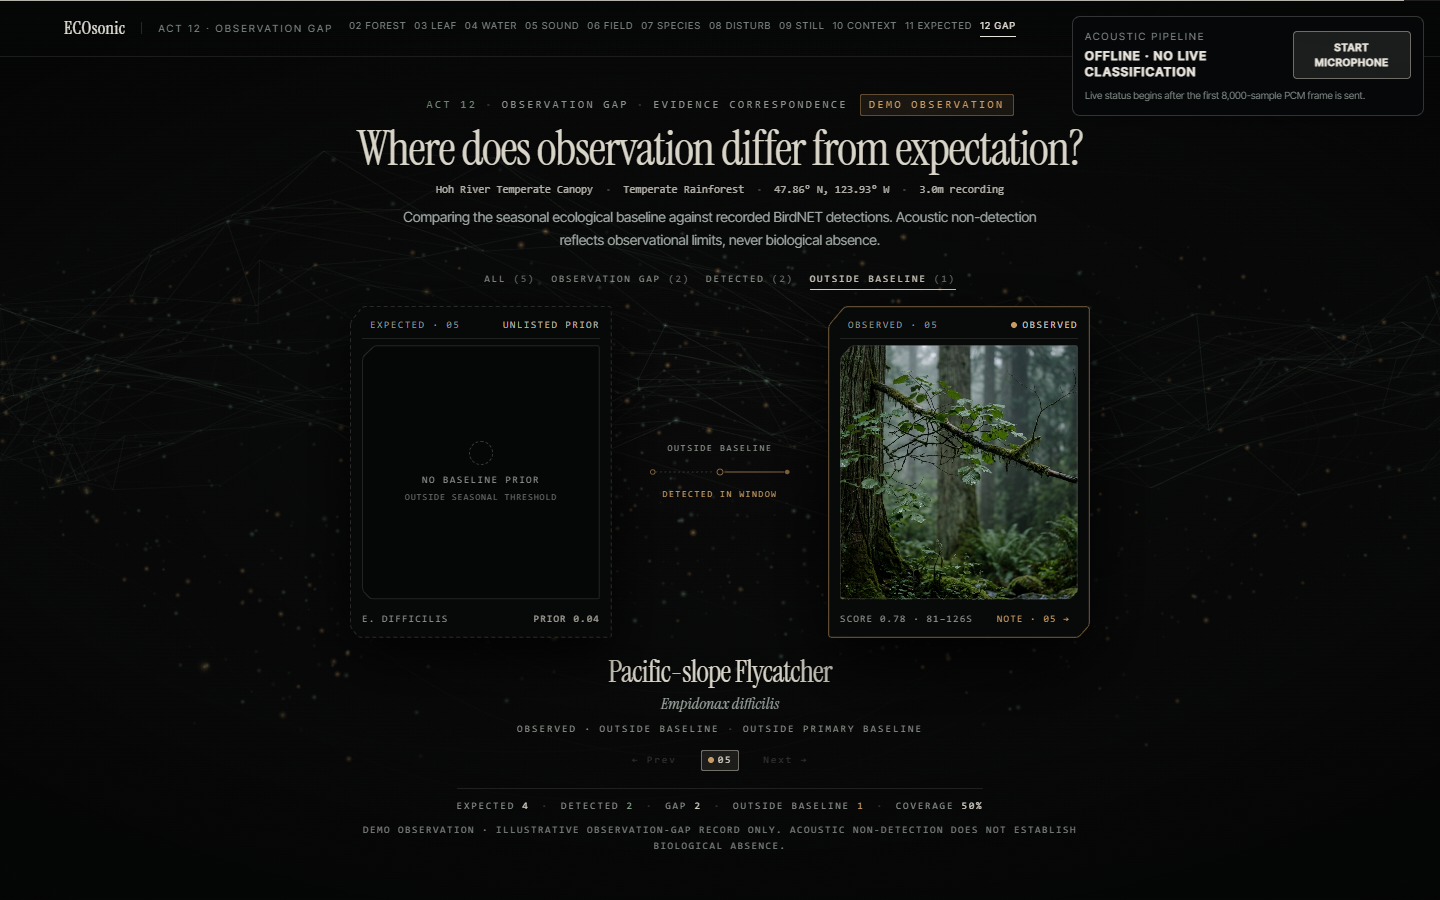 ECOsonic
ACT 12 · OBSERVATION GAP
02 FOREST 03 LEAF 04 WATER 05 SOUND 06 FIELD 07 SPECIES 08 DISTURB 09 STILL 10 CONTEXT 11 EXPECTED 12 GAP
ACOUSTIC PIPELINE
OFFLINE · NO LIVE
CLASSIFICATION
START
MICROPHONE
Live status begins after the first 8,000-sample PCM frame is sent.
ACT 12 · OBSERVATION GAP · EVIDENCE CORRESPONDENCE DEMO OBSERVATION
Where does observation differ from expectation?
Hoh River Temperate Canopy · Temperate Rainforest · 47.86° N, 123.93° W · 3.0m recording
Comparing the seasonal ecological baseline against recorded BirdNET detections. Acoustic non-detection
reflects observational limits, never biological absence.
ALL (5) OBSERVATION GAP (2) DETECTED (2) OUTSIDE BASELINE (1)
EXPECTED · 05 UNLISTED PRIOR
NO BASELINE PRIOR
OUTSIDE SEASONAL THRESHOLD
E. DIFFICILIS PRIOR 0.04
OUTSIDE BASELINE
DETECTED IN WINDOW
OBSERVED · 05 OBSERVED
SCORE 0.78 · 81–126S NOTE · 05 →
Pacific-slope Flycatcher
Empidonax difficilis
OBSERVED · OUTSIDE BASELINE · OUTSIDE PRIMARY BASELINE
← Prev 05 Next →
EXPECTED 4 · DETECTED 2 · GAP 2 · OUTSIDE BASELINE 1 · COVERAGE 50%
DEMO OBSERVATION · ILLUSTRATIVE OBSERVATION-GAP RECORD ONLY. ACOUSTIC NON-DETECTION DOES NOT ESTABLISH
BIOLOGICAL ABSENCE.